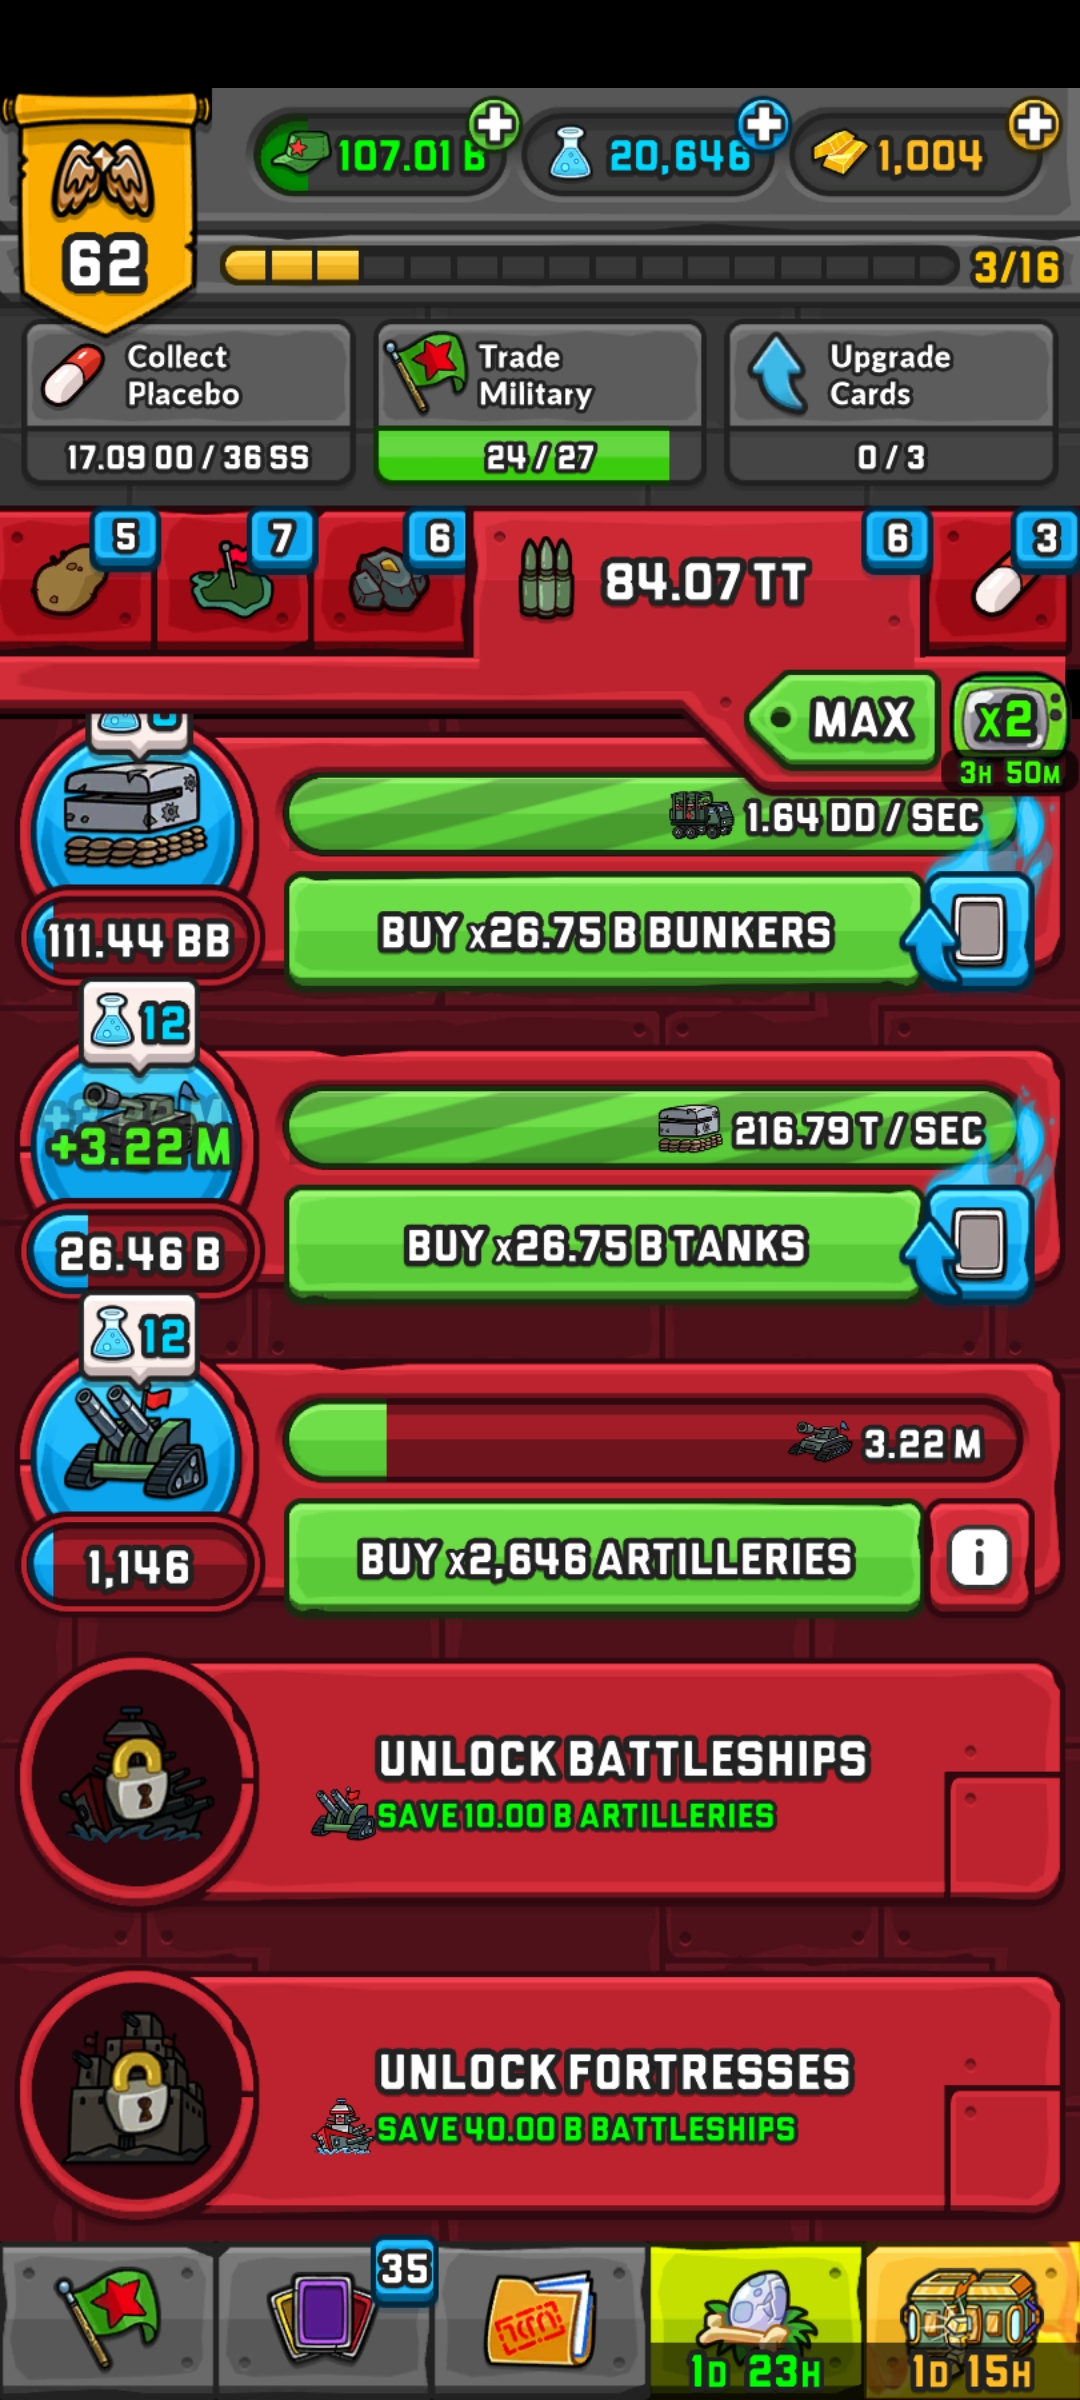 62
107.01 B
20,646
1,004
3/16
Collect
Placebo
17.09 OO / 36 SS
Trade
Military
24 / 27
Upgrade
Cards
0 / 3
5
7
6
84.07 TT
6
3
MAX
x2
3H 50M
1.64 DD / SEC
BUY x26.75 B BUNKERS
111.44 BB
12
+3.22 M
216.79 T / SEC
BUY x26.75 B TANKS
26.46 B
12
3.22 M
BUY x2,646 ARTILLERIES
1,146
i
UNLOCK BATTLESHIPS
SAVE 10.00 B ARTILLERIES
UNLOCK FORTRESSES
SAVE 40.00 B BATTLESHIPS
35
1D 23H
1D 15H